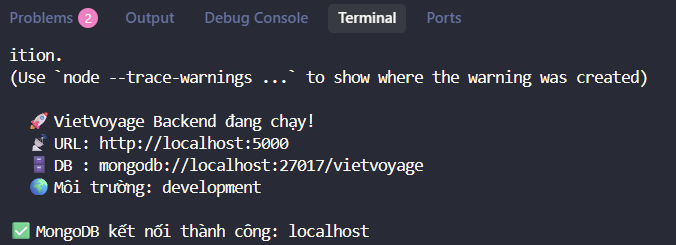 Problems 2 Output Debug Console Terminal Ports
ition.
(Use `node --trace-warnings ...` to show where the warning was created)
🚀 VietVoyage Backend đang chạy!
📡 URL: http://localhost:5000
🗄️ DB : mongodb://localhost:27017/vietvoyage
🌍 Môi trường: development
✅ MongoDB kết nối thành công: localhost